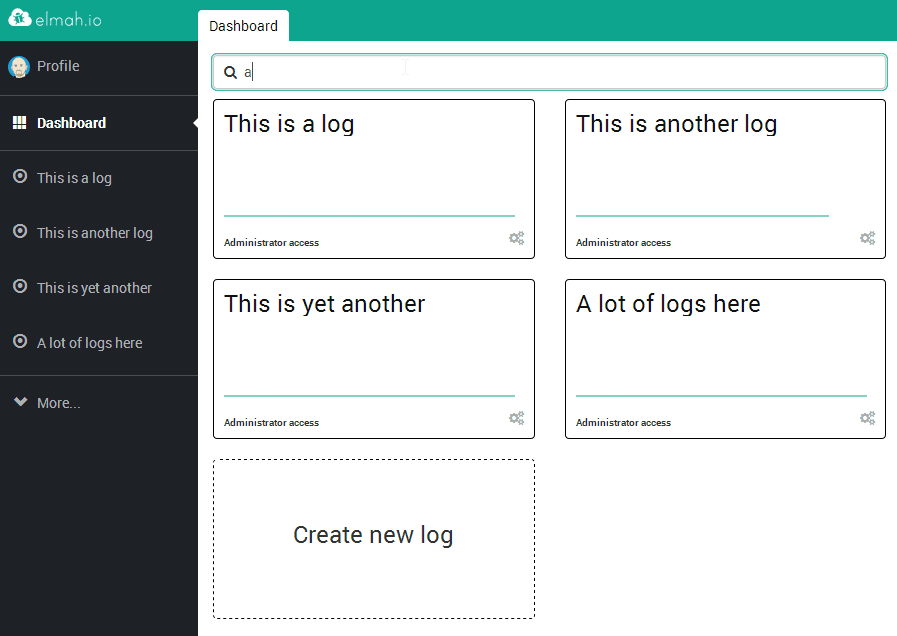 elmah.io
Dashboard
Profile
Dashboard
This is a log
This is another log
This is yet another
A lot of logs here
More...
a
This is a log
Administrator access
This is another log
Administrator access
This is yet another
Administrator access
A lot of logs here
Administrator access
Create new log